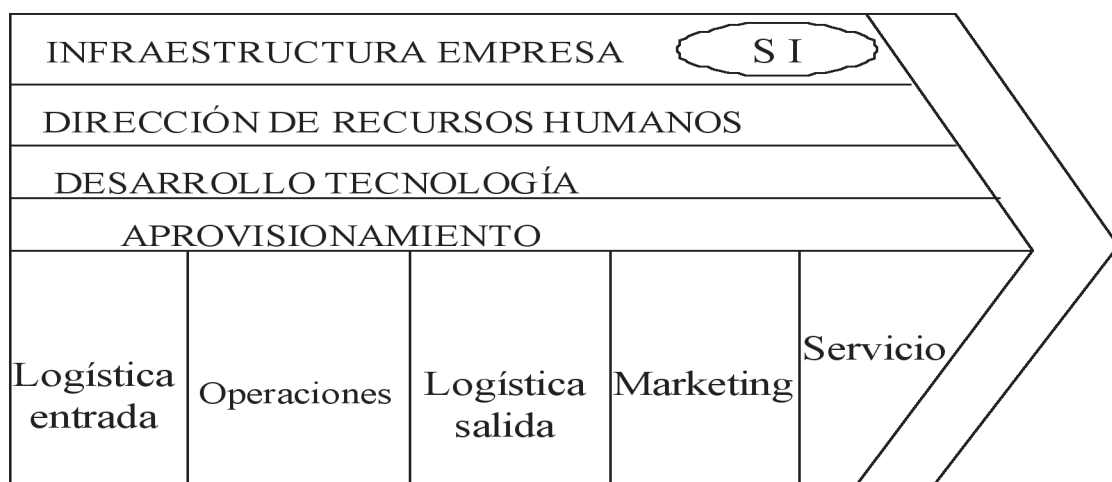 INFRAESTRUCTURA EMPRESA
S I
DIRECCIÓN DE RECURSOS HUMANOS
DESARROLLO TECNOLOGÍA
APROVISIONAMIENTO
Logística
entrada
Operaciones
Logística
salida
Marketing
Servicio